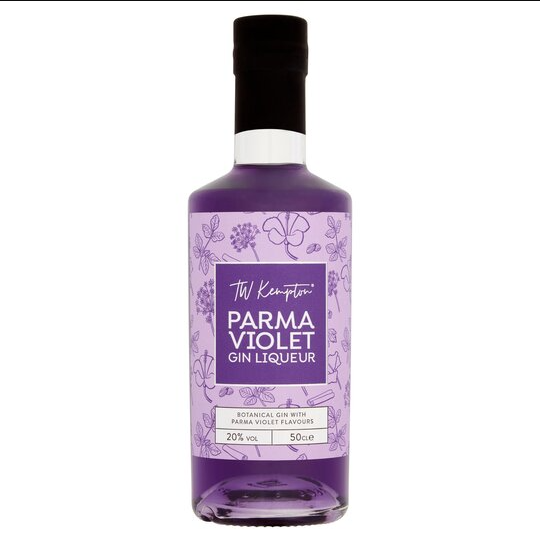 TW Kempton®
PARMA
VIOLET
GIN LIQUEUR
BOTANICAL GIN WITH
PARMA VIOLET FLAVOURS
20% VOL
50CLe